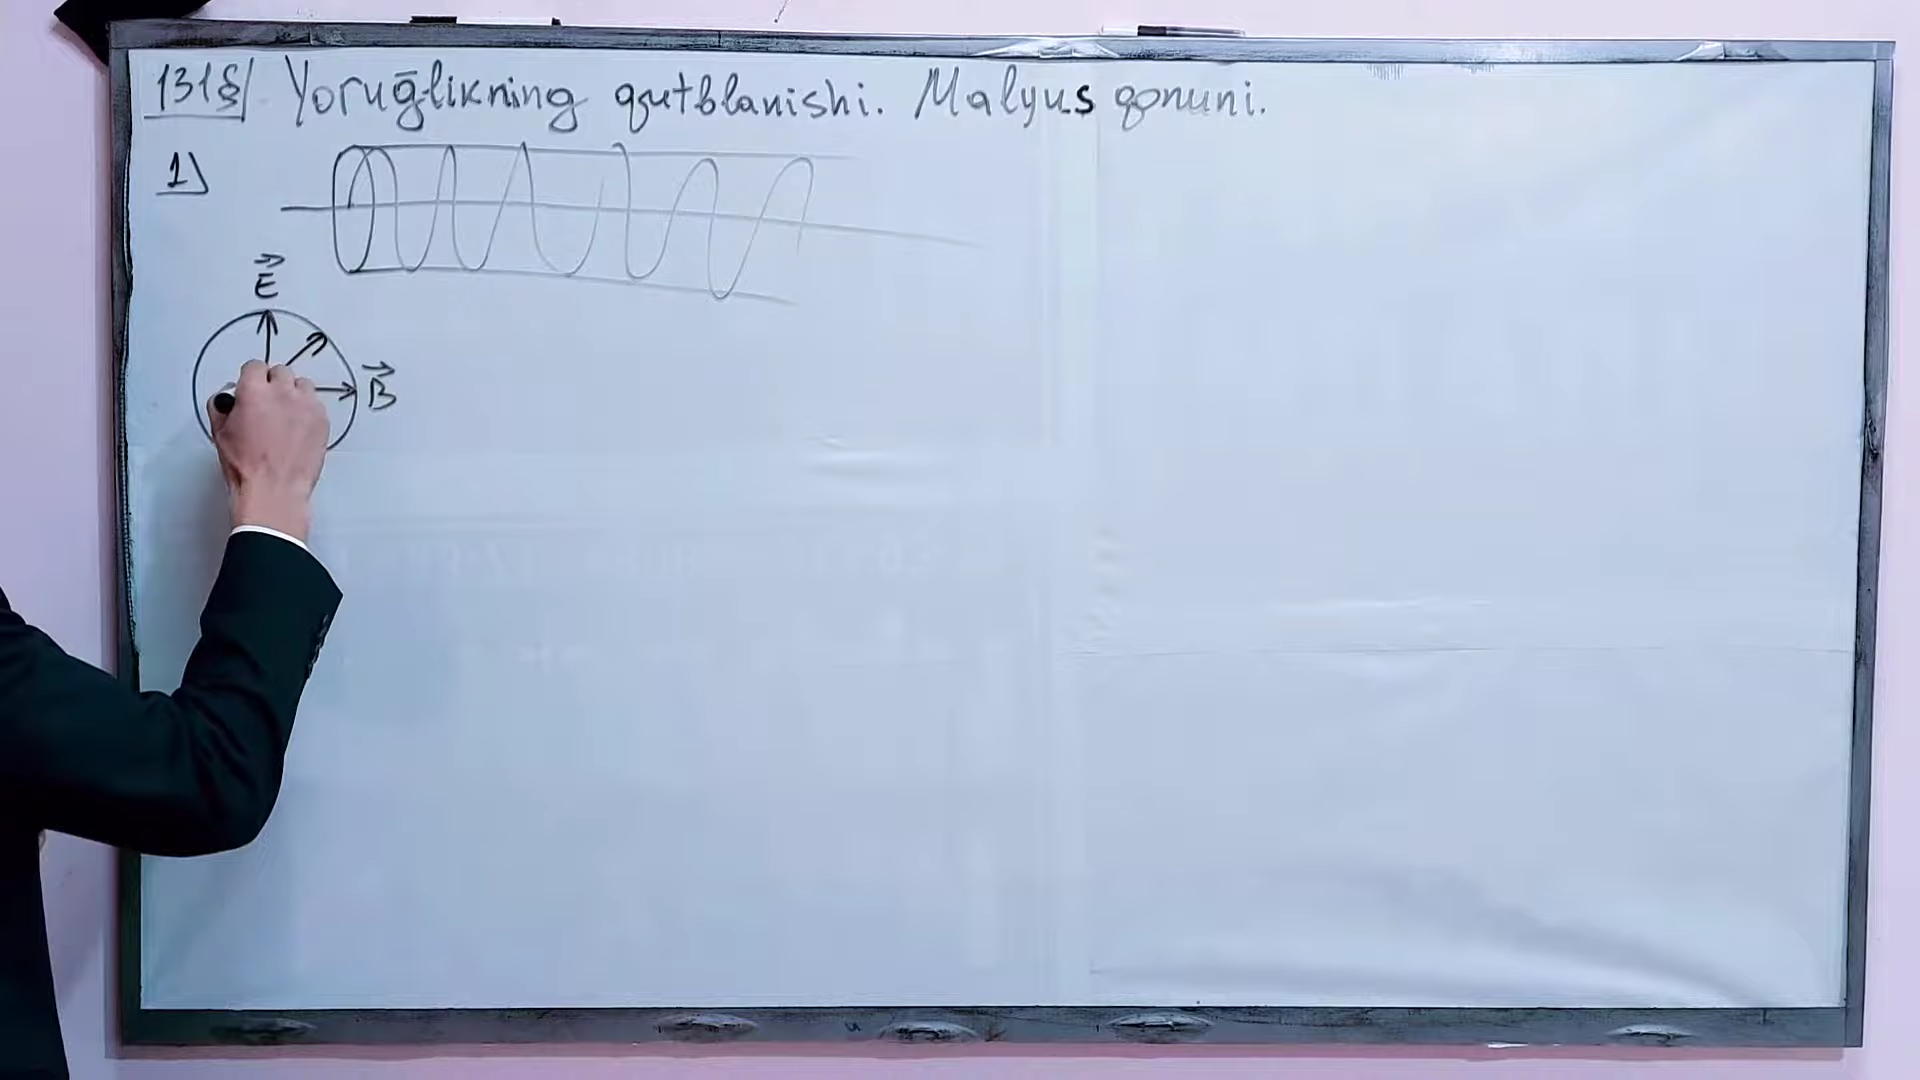 131§/ Yorug̅likning qutblanishi. Malyus qonuni.
1)
E⃗
B⃗